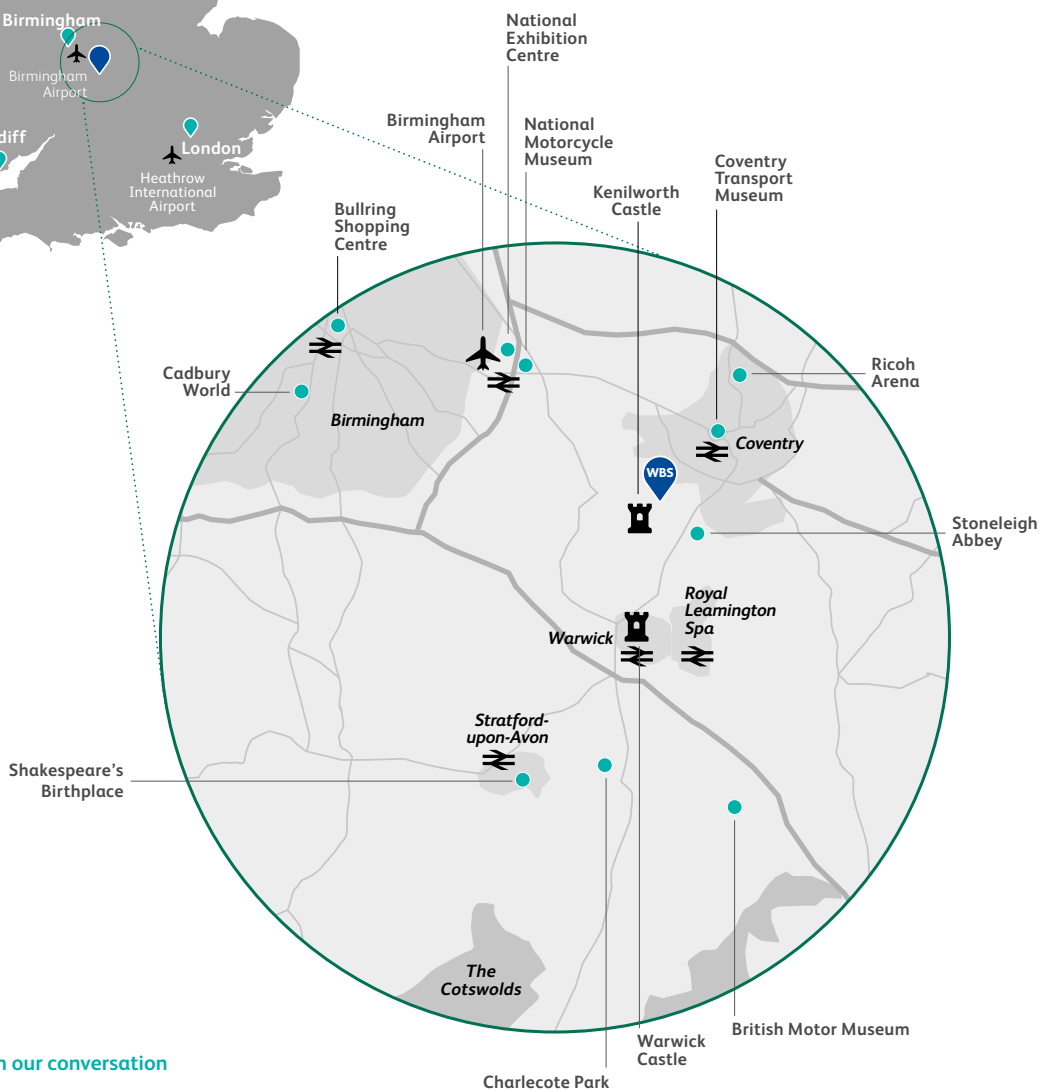 Birmingham
Birmingham
Airport
diff
London
Heathrow
International
Airport
National
Exhibition
Centre
Birmingham
Airport
National
Motorcycle
Museum
Kenilworth
Castle
Coventry
Transport
Museum
Bullring
Shopping
Centre
Cadbury
World
Birmingham
Ricoh
Arena
Coventry
WBS
Stoneleigh
Abbey
Royal
Leamington
Spa
Warwick
Stratford-
upon-Avon
Shakespeare's
Birthplace
The
Cotswolds
British Motor Museum
Warwick
Castle
Charlecote Park
n our conversation